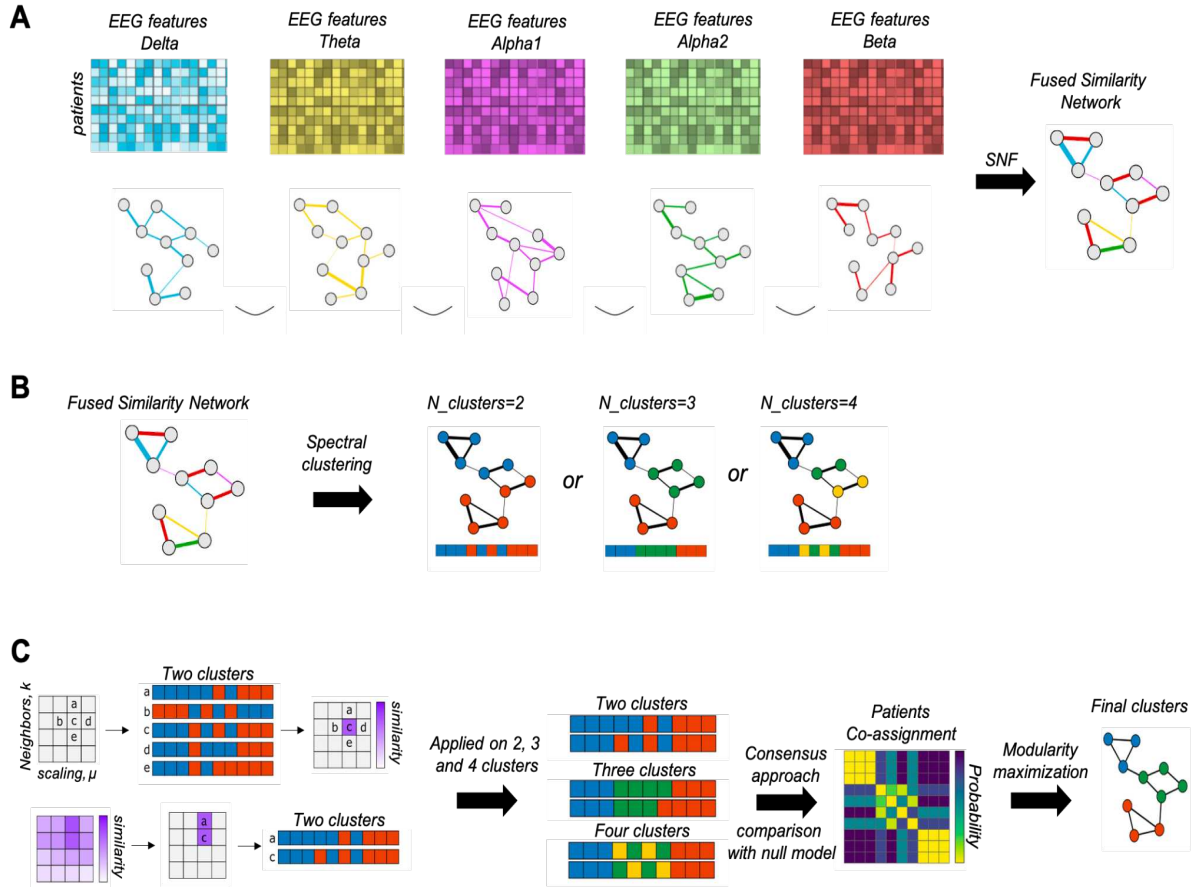 A
EEG features
Delta
EEG features
Theta
EEG features
Alpha1
EEG features
Alpha2
EEG features
Beta
patients
Fused Similarity
Network
SNF
B
Fused Similarity Network
Spectral
clustering
N_clusters=2
or
N_clusters=3
or
N_clusters=4
C
Neighbors, k
a
b c d
e
scaling, μ
Two clusters
a
b
c
d
e
a
b c d
e
similarity
similarity
a
c
Two clusters
a
c
Applied on 2, 3
and 4 clusters
Two clusters
Three clusters
Four clusters
Consensus
approach
comparison
with null model
Patients
Co-assignment
Probability
Modularity
maximization
Final clusters